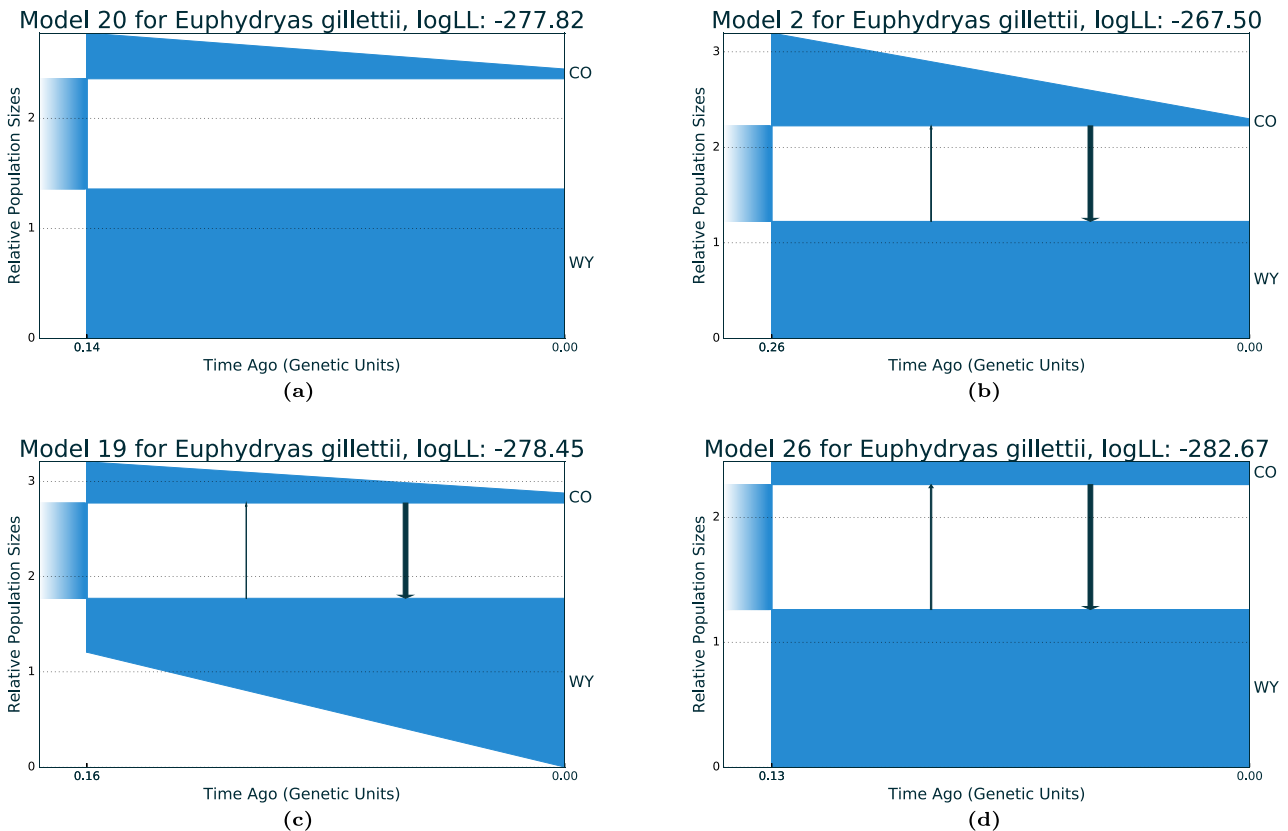 Model 20 for Euphydryas gillettii, logLL: -277.82
Relative Population Sizes
2
1
0
CO
WY
0.14
0.00
Time Ago (Genetic Units)
(a)
Model 2 for Euphydryas gillettii, logLL: -267.50
Relative Population Sizes
3
2
1
0
CO
WY
0.26
0.00
Time Ago (Genetic Units)
(b)
Model 19 for Euphydryas gillettii, logLL: -278.45
Relative Population Sizes
3
2
1
0
CO
WY
0.16
0.00
Time Ago (Genetic Units)
(c)
Model 26 for Euphydryas gillettii, logLL: -282.67
Relative Population Sizes
2
1
0
CO
WY
0.13
0.00
Time Ago (Genetic Units)
(d)